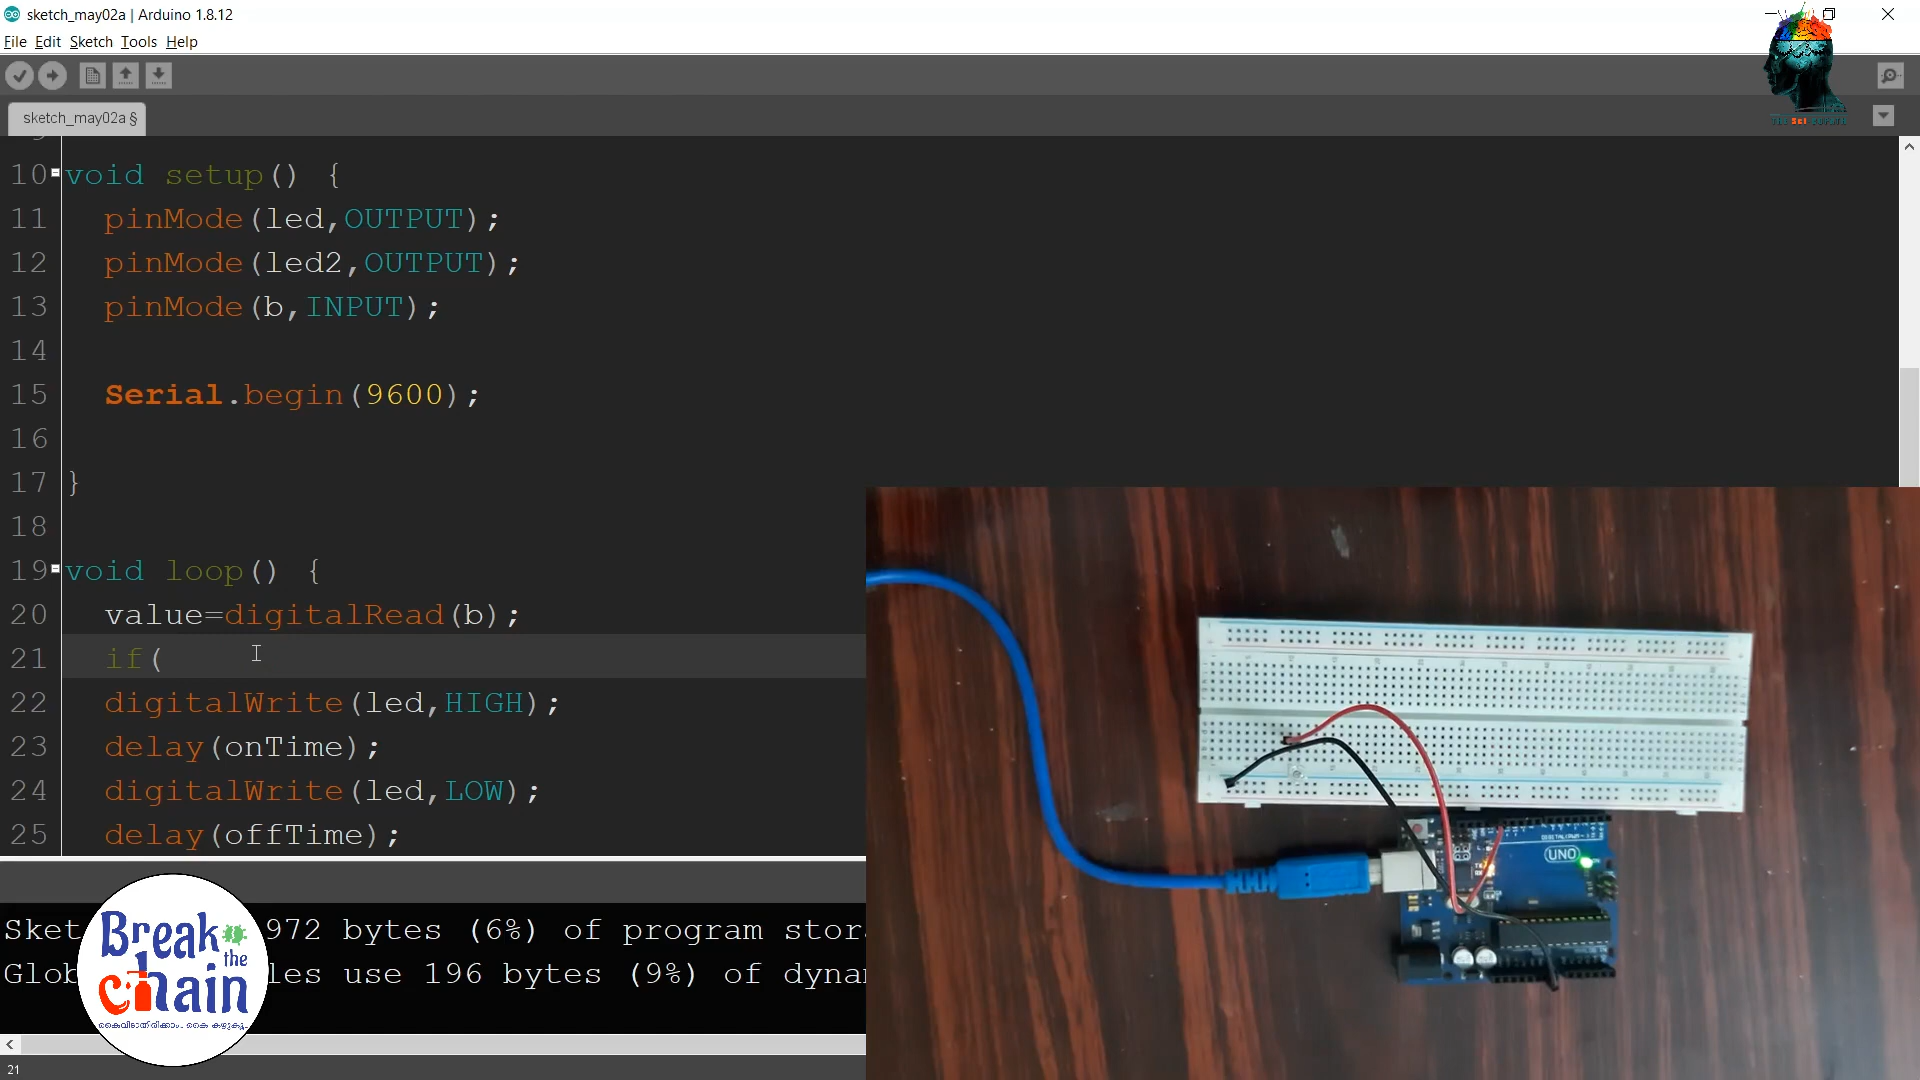 sketch_may02a | Arduino 1.8.12
File Edit Sketch Tools Help
sketch_may02a §
10 void setup() {
11 pinMode(led,OUTPUT);
12 pinMode(led2,OUTPUT);
13 pinMode(b,INPUT);
14
15 Serial.begin(9600);
16
17 }
18
19 void loop() {
20 value=digitalRead(b);
21 if(
22 digitalWrite(led,HIGH);
23 delay(onTime);
24 digitalWrite(led,LOW);
25 delay(offTime);
Sket 972 bytes (6%) of program stor
Glob les use 196 bytes (9%) of dyna
Break
the
chain
21
UNO